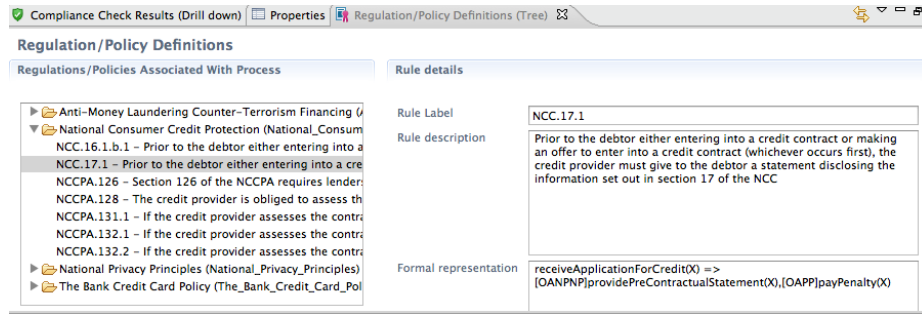 Compliance Check Results (Drill down) Properties Regulation/Policy Definitions (Tree)
Regulation/Policy Definitions
Regulations/Policies Associated With Process
Anti-Money Laundering Counter-Terrorism Financing (
National Consumer Credit Protection (National_Consum
NCC.16.1.b.1 – Prior to the debtor either entering into a
NCC.17.1 – Prior to the debtor either entering into a cre
NCCPA.126 – Section 126 of the NCCPA requires lender
NCCPA.128 – The credit provider is obliged to assess th
NCCPA.131.1 – If the credit provider assesses the contra
NCCPA.132.1 – If the credit provider assesses the contra
NCCPA.132.2 – If the credit provider assesses the contra
National Privacy Principles (National_Privacy_Principles)
The Bank Credit Card Policy (The_Bank_Credit_Card_Pol
Rule details
Rule Label
NCC.17.1
Rule description
Prior to the debtor either entering into a credit contract or making
an offer to enter into a credit contract (whichever occurs first), the
credit provider must give to the debtor a statement disclosing the
information set out in section 17 of the NCC
Formal representation
receiveApplicationForCredit(X) =>
[OANPNP]providePreContractualStatement(X),[OAPP]payPenalty(X)